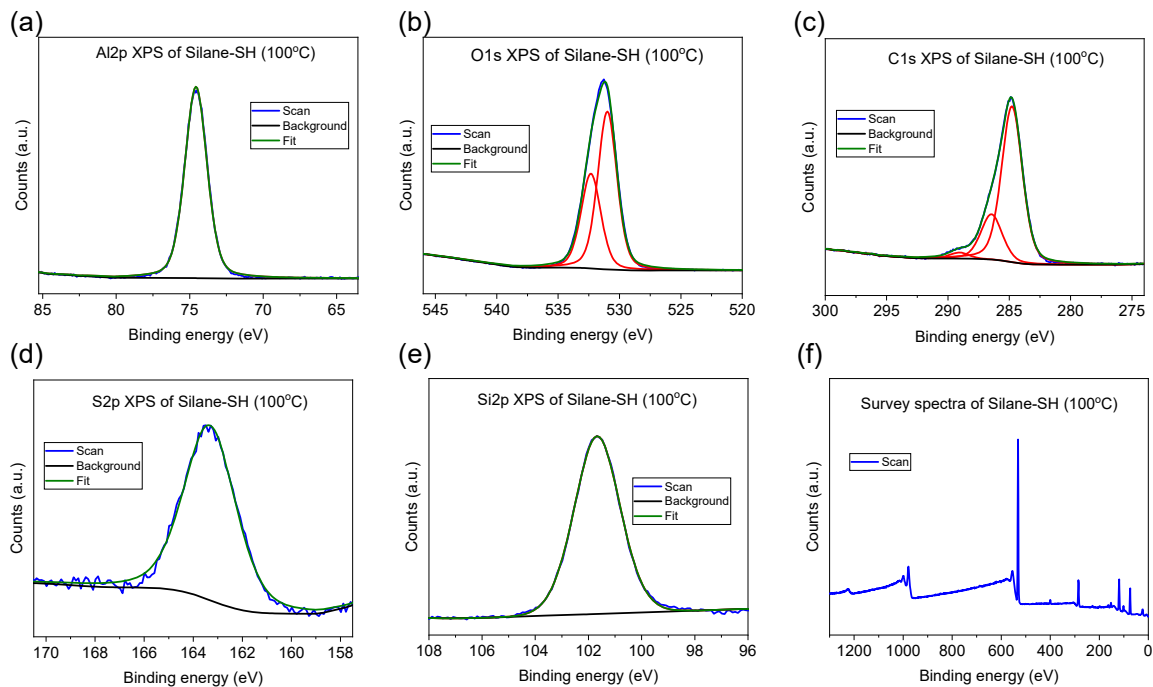 (a)
Al2p XPS of Silane-SH (100°C)
Scan
Background
Fit
Counts (a.u.)
85 80 75 70 65
Binding energy (eV)
(b)
O1s XPS of Silane-SH (100°C)
Scan
Background
Fit
Counts (a.u.)
545 540 535 530 525 520
Binding energy (eV)
(c)
C1s XPS of Silane-SH (100°C)
Scan
Background
Fit
Counts (a.u.)
300 295 290 285 280 275
Binding energy (eV)
(d)
S2p XPS of Silane-SH (100°C)
Scan
Background
Fit
Counts (a.u.)
170 168 166 164 162 160 158
Binding energy (eV)
(e)
Si2p XPS of Silane-SH (100°C)
Scan
Background
Fit
Counts (a.u.)
108 106 104 102 100 98 96
Binding energy (eV)
(f)
Survey spectra of Silane-SH (100°C)
Scan
Counts (a.u.)
1200 1000 800 600 400 200 0
Binding energy (eV)